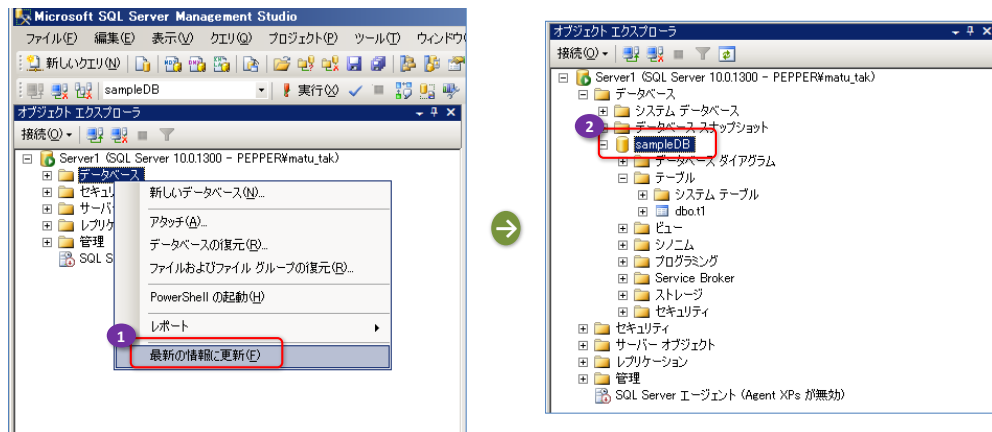 Microsoft SQL Server Management Studio
ファイル(F) 編集(E) 表示(V) クエリ(Q) プロジェクト(P) ツール(T) ウィンドウ
新しいクエリ(N)
sampleDB 実行(X)
オブジェクト エクスプローラ
接続(O)
Server1 (SQL Server 10.0.1300 - PEPPER¥matu_tak)
データベース
セキュリ
サーバ
レプリケ
管理
SQL S
新しいデータベース(N)...
アタッチ(A)...
データベースの復元(R)...
ファイルおよびファイル グループの復元(R)...
PowerShell の起動(H)
レポート
1
最新の情報に更新(F)
オブジェクト エクスプローラ
接続(O)
Server1 (SQL Server 10.0.1300 - PEPPER¥matu_tak)
データベース
システム データベース
データベース スナップショット
2
sampleDB
データベース ダイアグラム
テーブル
システム テーブル
dbo.t1
ビュー
シノニム
プログラミング
Service Broker
ストレージ
セキュリティ
セキュリティ
サーバー オブジェクト
レプリケーション
管理
SQL Server エージェント (Agent XPs が無効)